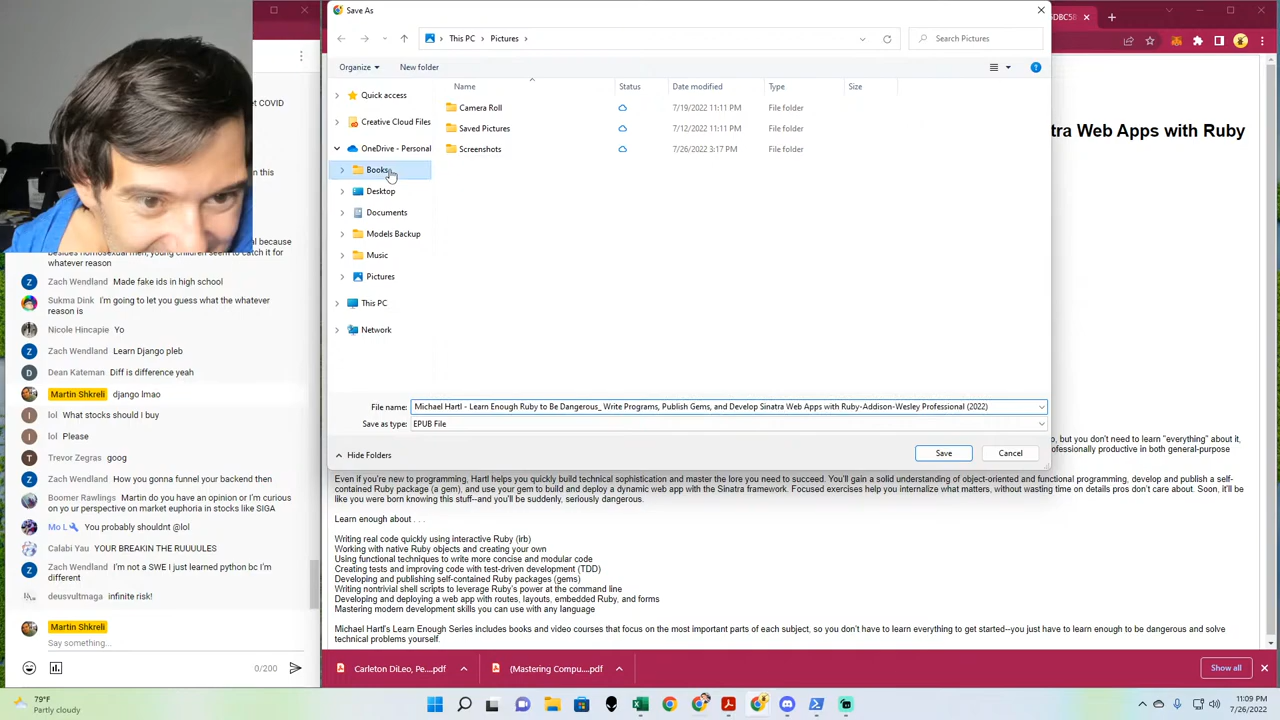 Save As
DBC5B
This PC > Pictures >
Search Pictures
Organize
New folder
Name
Status
Date modified
Type
Size
Quick access
Creative Cloud Files
OneDrive - Personal
Books
Desktop
Documents
Models Backup
Music
Pictures
This PC
Network
Camera Roll
7/19/2022 11:11 PM
File folder
Saved Pictures
7/12/2022 11:11 PM
File folder
Screenshots
7/26/2022 3:17 PM
File folder
File name:
Michael Hartl - Learn Enough Ruby to Be Dangerous_ Write Programs, Publish Gems, and Develop Sinatra Web Apps with Ruby-Addison-Wesley Professional (2022)
Save as type:
EPUB File
Hide Folders
Save
Cancel
tra Web Apps with Ruby
et COVID
n this
al because
besides homosexual men, young children seem to catch it for
whatever reason
Zach Wendland Made fake ids in high school
Sukma Dink I'm going to let you guess what the whatever
reason is
Nicole Hincapie Yo
Zach Wendland Learn Django pleb
Dean Kateman Diff is difference yeah
Martin Shkreli django lmao
lol What stocks should I buy
lol Please
Trevor Zegras goog
Zach Wendland How you gonna funnel your backend then
Boomer Rawlings Martin do you have an opinion or I'm curious
on yo ur perspective on market euphoria in stocks like SIGA
Mo L You probably shouldnt @lol
Calabi Yau YOUR BREAKIN THE RUUUULES
Zach Wendland I'm not a SWE I just learned python bc I'm
different
deusvultmaga infinite risk!
Martin Shkreli
Say something...
0/200
o, but you don't need to learn "everything" about it,
ofessionally productive in both general-purpose
Even if you're new to programming, Hartl helps you quickly build technical sophistication and master the lore you need to succeed. You'll gain a solid understanding of object-oriented and functional programming, develop and publish a self-
contained Ruby package (a gem), and use your gem to build and deploy a dynamic web app with the Sinatra framework. Focused exercises help you internalize what matters, without wasting time on details pros don't care about. Soon, it'll be
like you were born knowing this stuff--and you'll be suddenly, seriously dangerous.
Learn enough about . . .
Writing real code quickly using interactive Ruby (irb)
Working with native Ruby objects and creating your own
Using functional techniques to write more concise and modular code
Creating tests and improving code with test-driven development (TDD)
Developing and publishing self-contained Ruby packages (gems)
Writing nontrivial shell scripts to leverage Ruby's power at the command line
Developing and deploying a web app with routes, layouts, embedded Ruby, and forms
Mastering modern development skills you can use with any language
Michael Hartl's Learn Enough Series includes books and video courses that focus on the most important parts of each subject, so you don't have to learn everything to get started--you just have to learn enough to be dangerous and solve
technical problems yourself.
Carleton DiLeo, Pe....pdf
(Mastering Compu....pdf
Show all
79°F
Partly cloudy
11:09 PM
7/26/2022